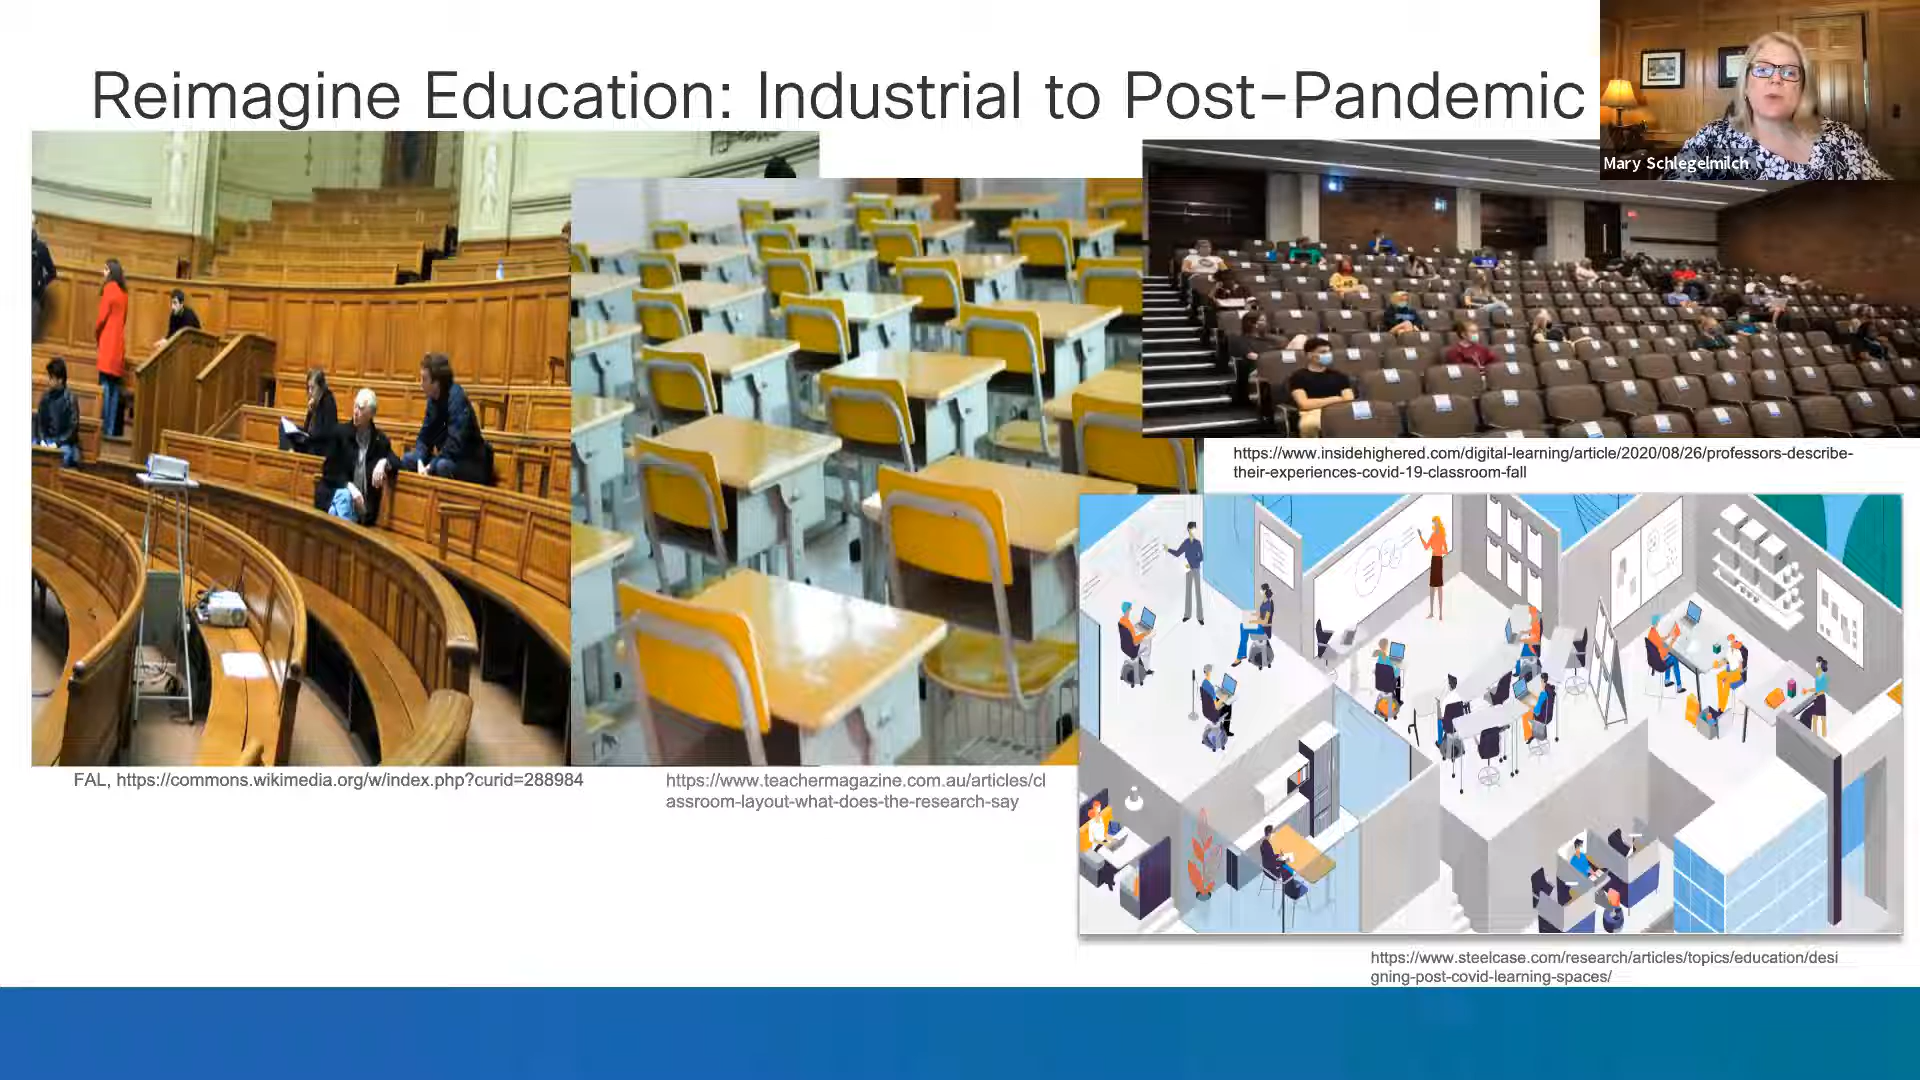 Reimagine Education: Industrial to Post-Pandemic
Mary Schlegelmilch
https://www.insidehighered.com/digital-learning/article/2020/08/26/professors-describe-
their-experiences-covid-19-classroom-fall
FAL, https://commons.wikimedia.org/w/index.php?curid=288984
https://www.teachermagazine.com.au/articles/cl
assroom-layout-what-does-the-research-say
https://www.steelcase.com/research/articles/topics/education/desi
gning-post-covid-learning-spaces/